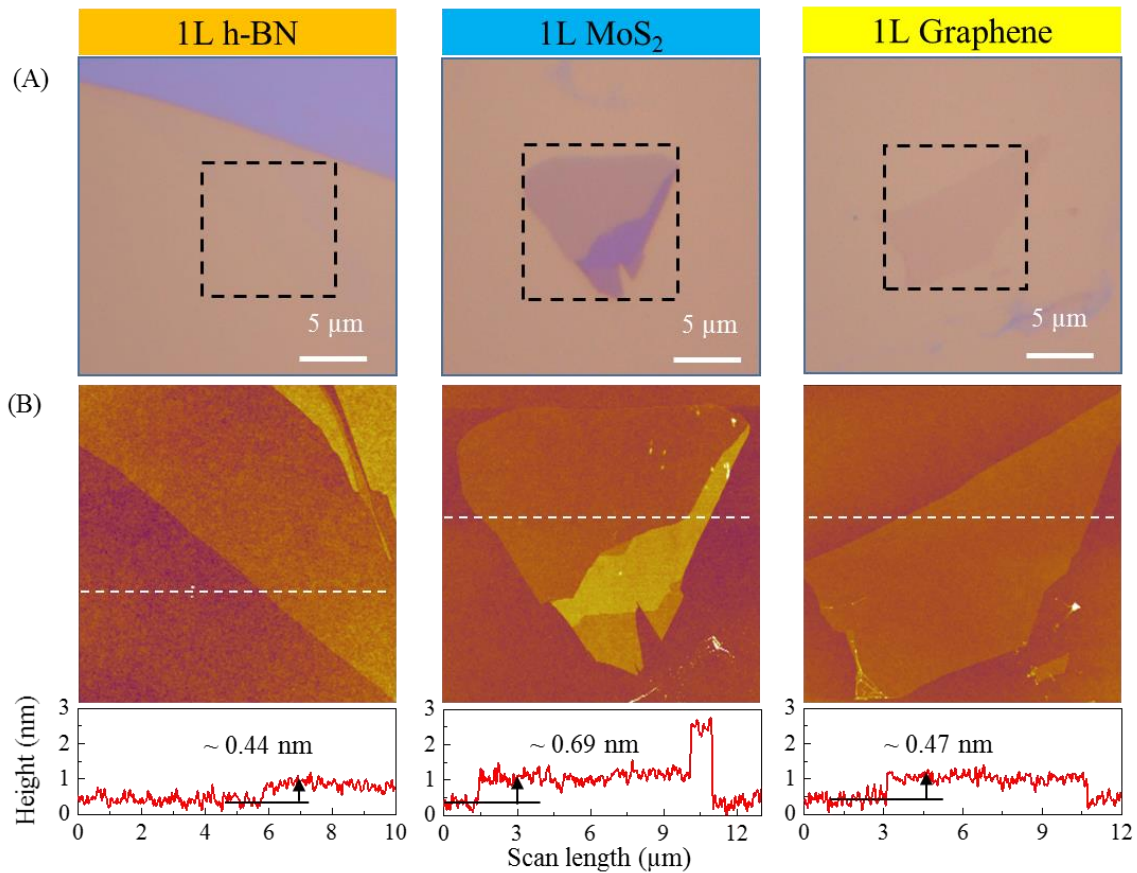 1L h-BN
1L MoS₂
1L Graphene
(A)
5 μm
5 μm
5 μm
(B)
Height (nm)
3
2
1
0
~ 0.44 nm
0 2 4 6 8 10
3
2
1
0
~ 0.69 nm
3 6 9 12
3
2
1
0
~ 0.47 nm
0 3 6 9 12
Scan length (μm)